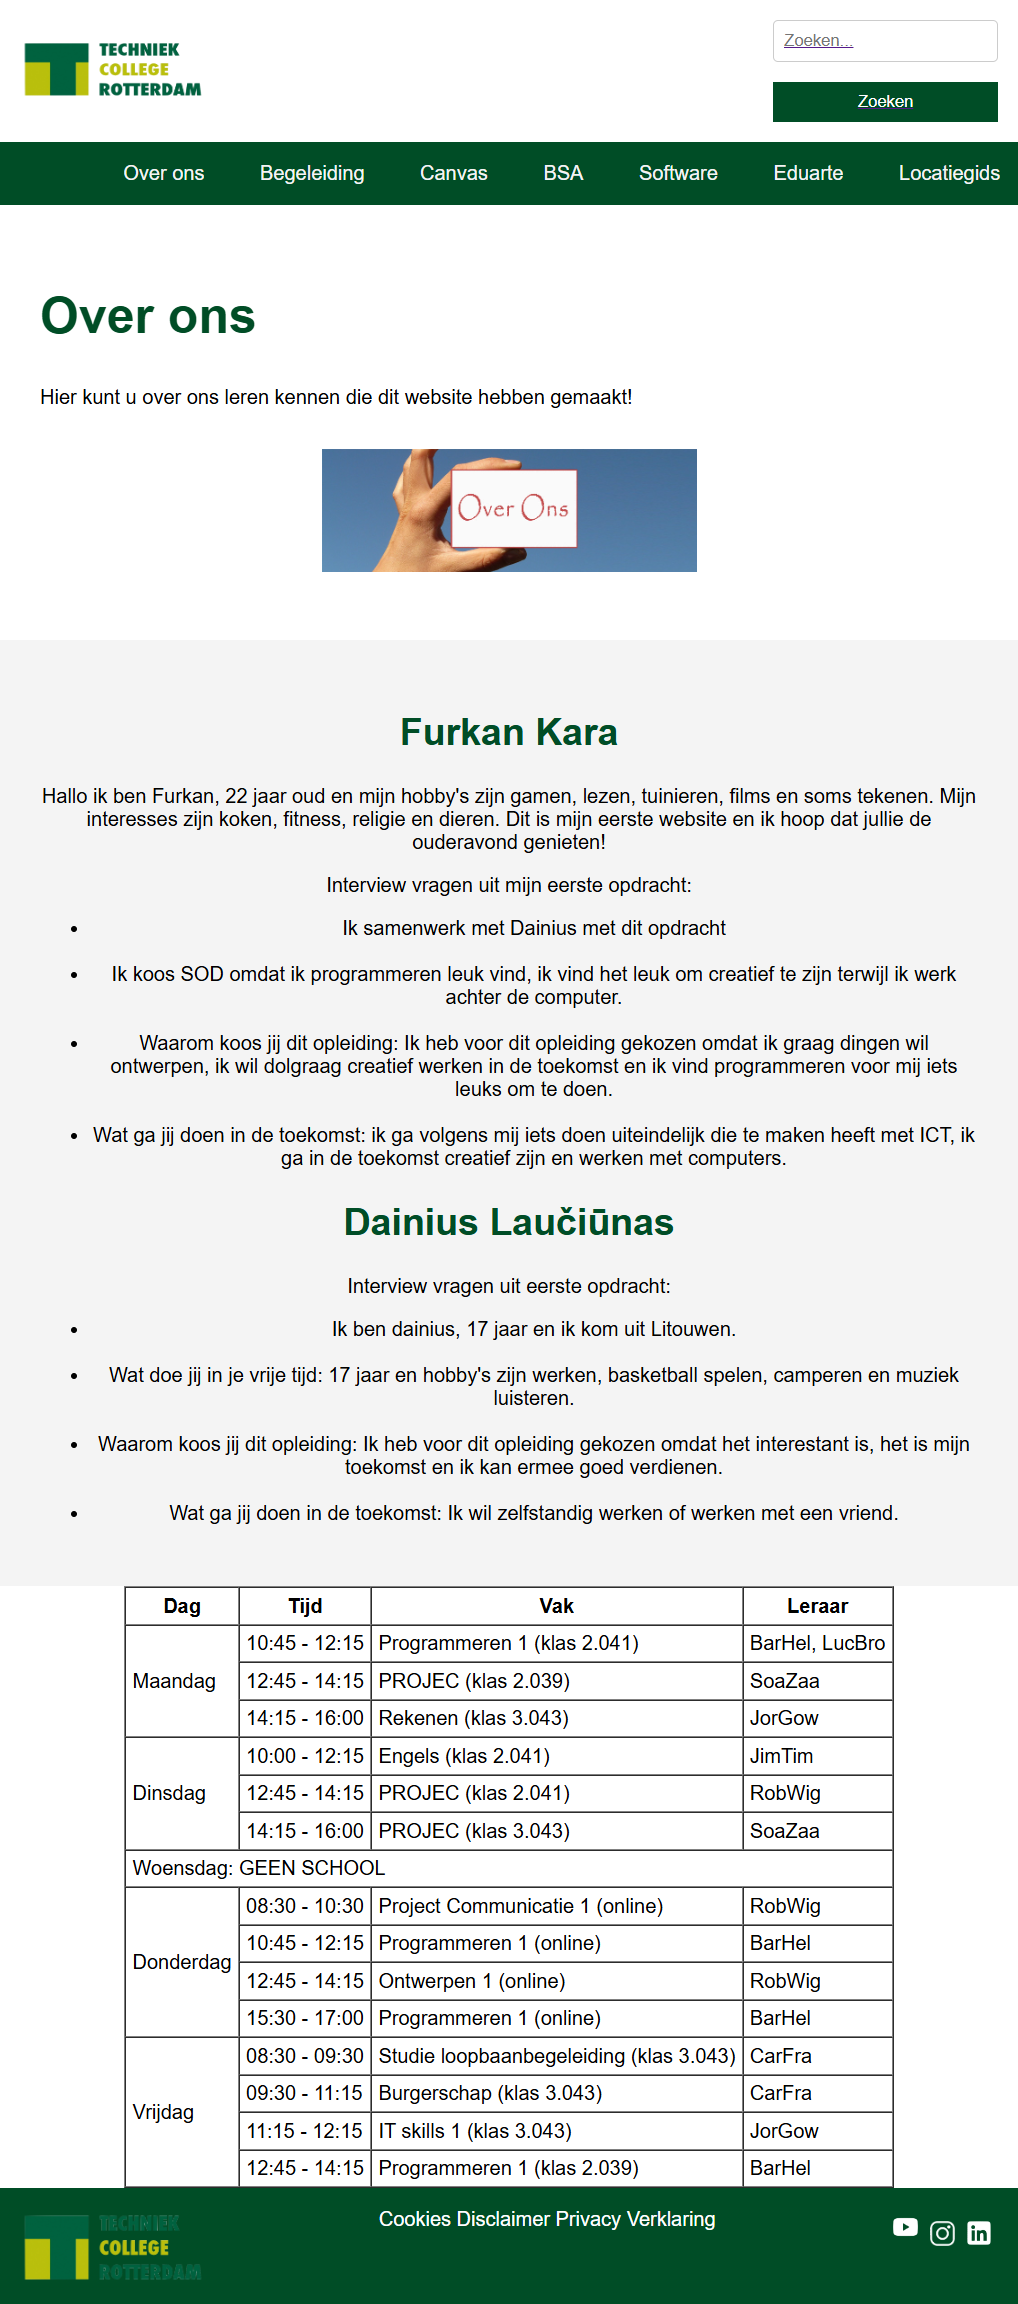 TECHNIEK
COLLEGE
ROTTERDAM
Zoeken...
Zoeken
Over ons Begeleiding Canvas BSA Software Eduarte Locatiegids
Over ons
Hier kunt u over ons leren kennen die dit website hebben gemaakt!
Over Ons
Furkan Kara
Hallo ik ben Furkan, 22 jaar oud en mijn hobby's zijn gamen, lezen, tuinieren, films en soms tekenen. Mijn
interesses zijn koken, fitness, religie en dieren. Dit is mijn eerste website en ik hoop dat jullie de
ouderavond genieten!
Interview vragen uit mijn eerste opdracht:
• Ik samenwerk met Dainius met dit opdracht
• Ik koos SOD omdat ik programmeren leuk vind, ik vind het leuk om creatief te zijn terwijl ik werk
achter de computer.
• Waarom koos jij dit opleiding: Ik heb voor dit opleiding gekozen omdat ik graag dingen wil
ontwerpen, ik wil dolgraag creatief werken in de toekomst en ik vind programmeren voor mij iets
leuks om te doen.
• Wat ga jij doen in de toekomst: ik ga volgens mij iets doen uiteindelijk die te maken heeft met ICT, ik
ga in de toekomst creatief zijn en werken met computers.
Dainius Laučiūnas
Interview vragen uit eerste opdracht:
• Ik ben dainius, 17 jaar en ik kom uit Litouwen.
• Wat doe jij in je vrije tijd: 17 jaar en hobby's zijn werken, basketball spelen, camperen en muziek
luisteren.
• Waarom koos jij dit opleiding: Ik heb voor dit opleiding gekozen omdat het interestant is, het is mijn
toekomst en ik kan ermee goed verdienen.
• Wat ga jij doen in de toekomst: Ik wil zelfstandig werken of werken met een vriend.
Dag Tijd Vak Leraar
Maandag 10:45 - 12:15 Programmeren 1 (klas 2.041) BarHel, LucBro
12:45 - 14:15 PROJEC (klas 2.039) SoaZaa
14:15 - 16:00 Rekenen (klas 3.043) JorGow
Dinsdag 10:00 - 12:15 Engels (klas 2.041) JimTim
12:45 - 14:15 PROJEC (klas 2.041) RobWig
14:15 - 16:00 PROJEC (klas 3.043) SoaZaa
Woensdag: GEEN SCHOOL
Donderdag 08:30 - 10:30 Project Communicatie 1 (online) RobWig
10:45 - 12:15 Programmeren 1 (online) BarHel
12:45 - 14:15 Ontwerpen 1 (online) RobWig
15:30 - 17:00 Programmeren 1 (online) BarHel
Vrijdag 08:30 - 09:30 Studie loopbaanbegeleiding (klas 3.043) CarFra
09:30 - 11:15 Burgerschap (klas 3.043) CarFra
11:15 - 12:15 IT skills 1 (klas 3.043) JorGow
12:45 - 14:15 Programmeren 1 (klas 2.039) BarHel
TECHNIEK
COLLEGE
ROTTERDAM
Cookies Disclaimer Privacy Verklaring